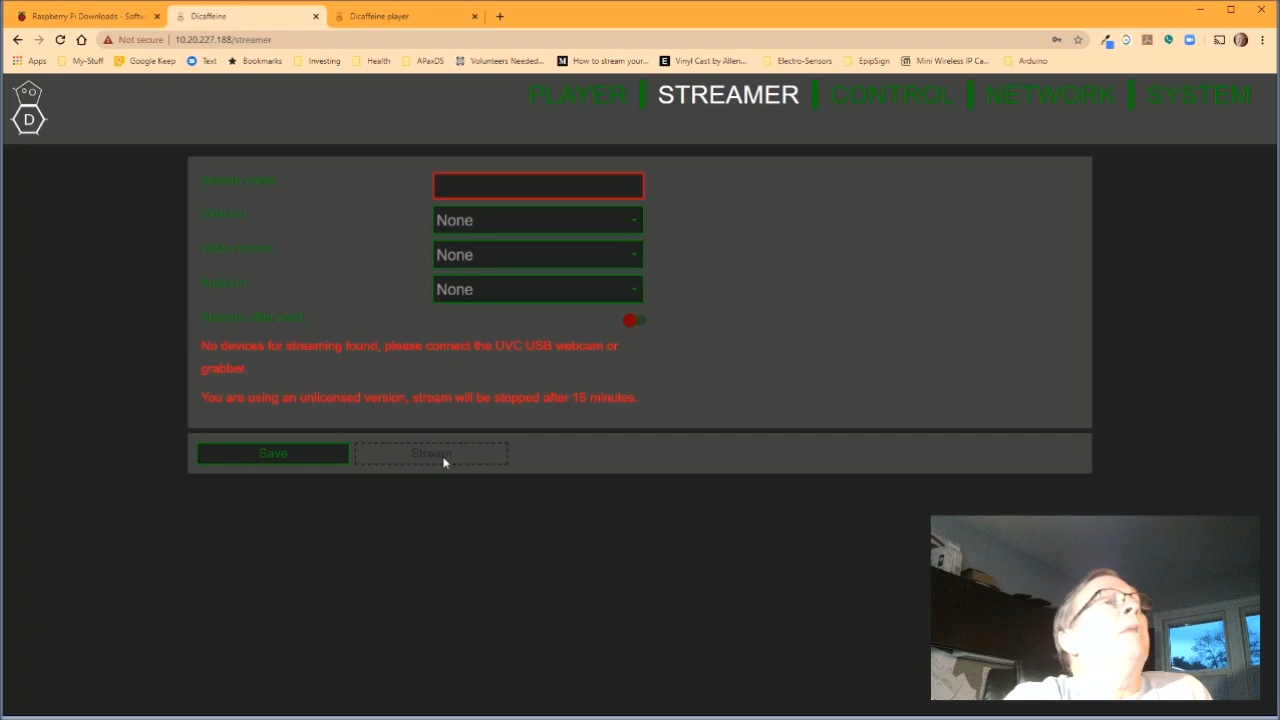 Raspberry Pi Downloads - Softw
Dicaffeine
Dicaffeine player
Not secure | 10.20.227.188/streamer
Apps My-Stuff Google Keep Text Bookmarks Investing Health APaxDS Volunteers Needed... How to stream your... Vinyl Cast by Allen... Electro-Sensors EpipSign Mini Wireless IP Ca... Arduino
D
PLAYER | STREAMER | CONTROL | NETWORK | SYSTEM
Stream name
None
None
None
No devices for streaming found, please connect the UVC USB webcam or
grabber.
You are using an unlicensed version, stream will be stopped after 15 minutes.
Save Stream